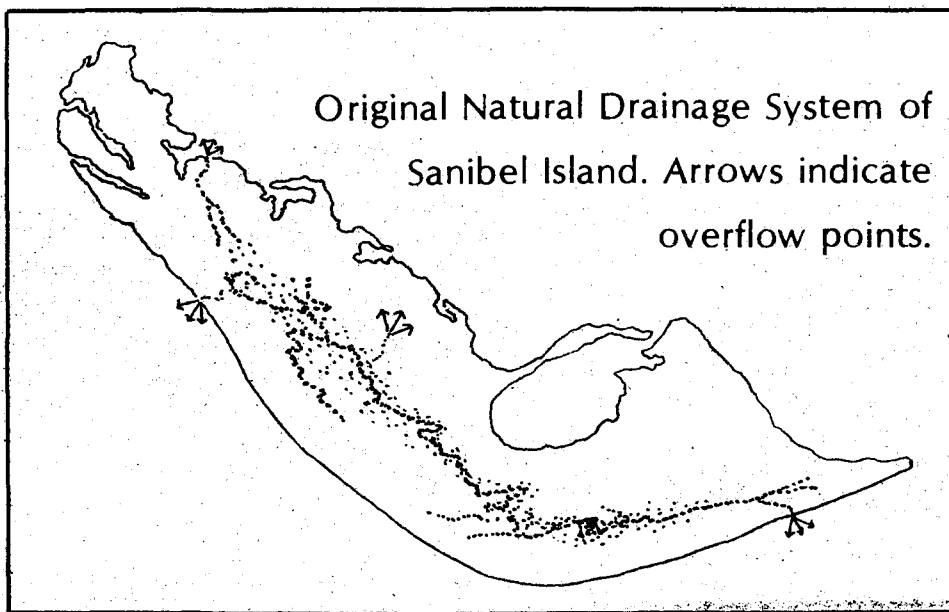 Original Natural Drainage System of
Sanibel Island. Arrows indicate
overflow points.